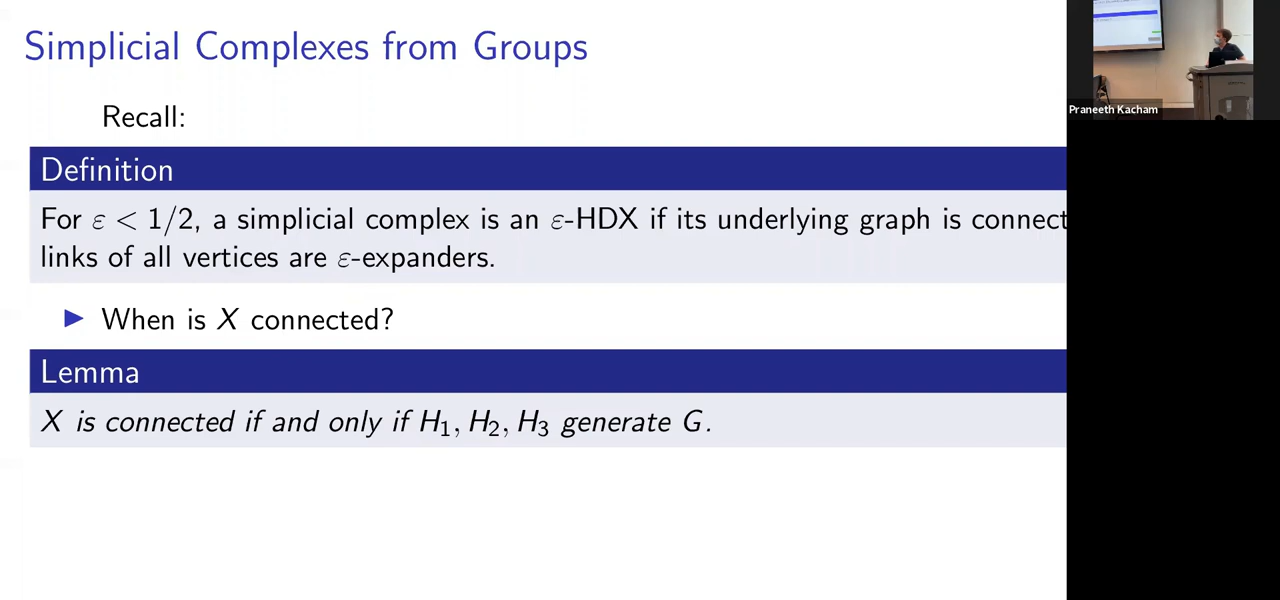 Simplicial Complexes from Groups
Recall:
Definition
For ε < 1/2, a simplicial complex is an ε-HDX if its underlying graph is connect
links of all vertices are ε-expanders.
▶ When is X connected?
Lemma
X is connected if and only if H₁, H₂, H₃ generate G.
Praneeth Kacham